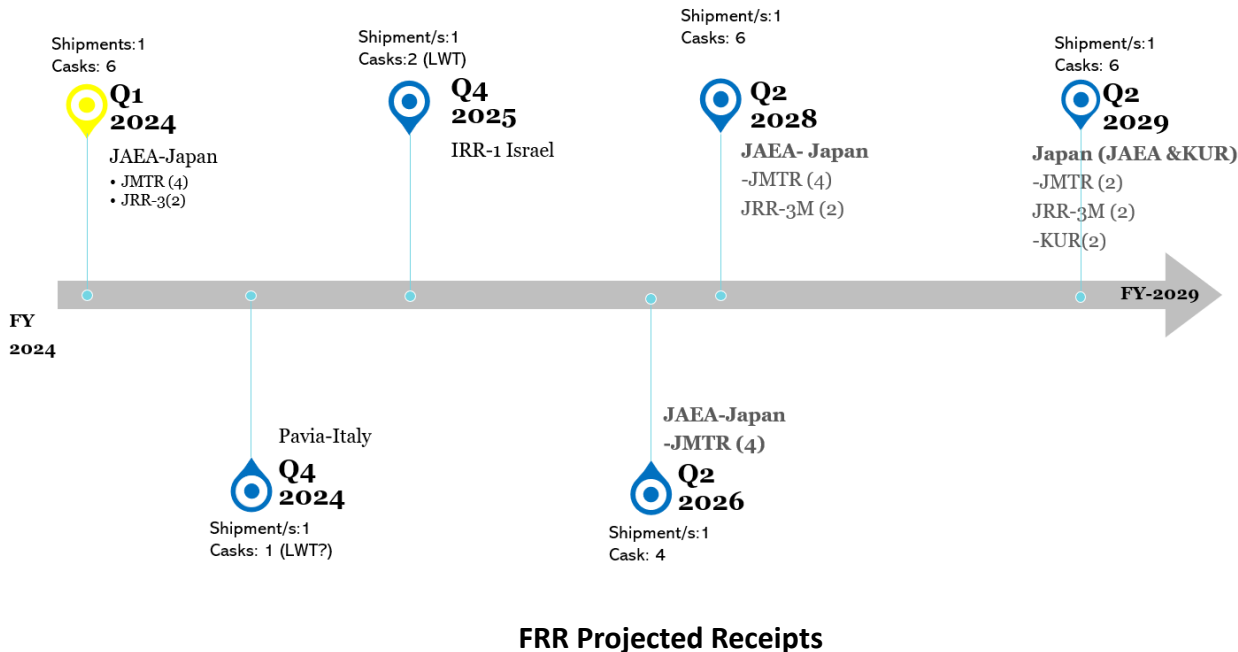 Shipments:1
Casks: 6
Q1
2024
JAEA-Japan
• JMTR (4)
• JRR-3(2)
Shipment/s:1
Casks:2 (LWT)
Q4
2025
IRR-1 Israel
Shipment/s:1
Casks: 6
Q2
2028
JAEA- Japan
-JMTR (4)
JRR-3M (2)
Shipment/s:1
Casks: 6
Q2
2029
Japan (JAEA &KUR)
-JMTR (2)
JRR-3M (2)
-KUR(2)
FY
2024
FY-2029
Pavia-Italy
Q4
2024
Shipment/s:1
Casks: 1 (LWT?)
JAEA-Japan
-JMTR (4)
Q2
2026
Shipment/s:1
Cask: 4
FRR Projected Receipts